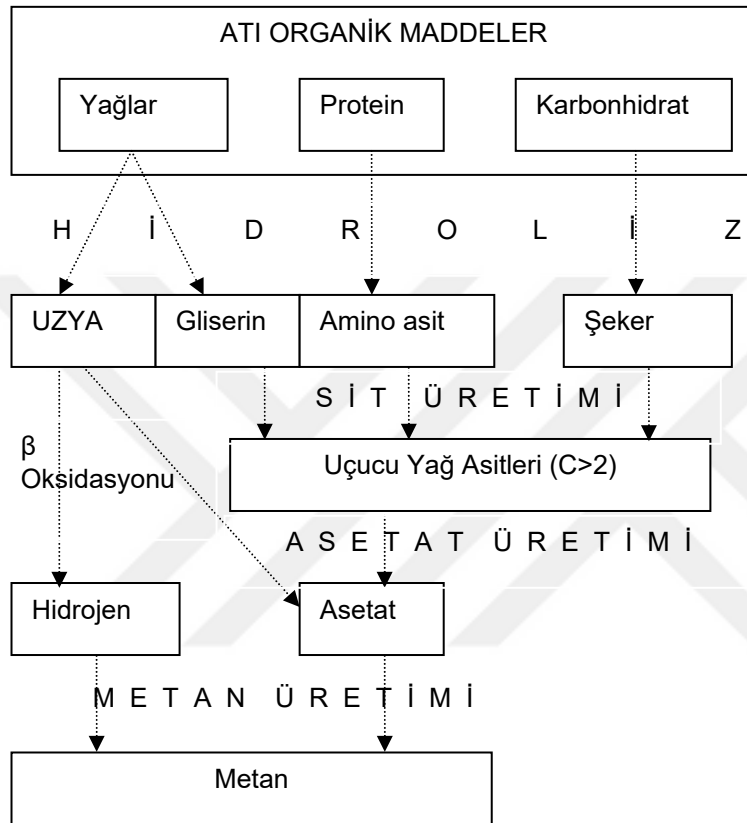 ATI ORGANİK MADDELER
Yağlar Protein Karbonhidrat
H İ D R O L İ Z
UZYA Gliserin Amino asit Şeker
S İ T Ü R E T İ M İ
β
Oksidasyonu
Uçucu Yağ Asitleri (C>2)
A S E T A T Ü R E T İ M İ
Hidrojen Asetat
M E T A N Ü R E T İ M İ
Metan